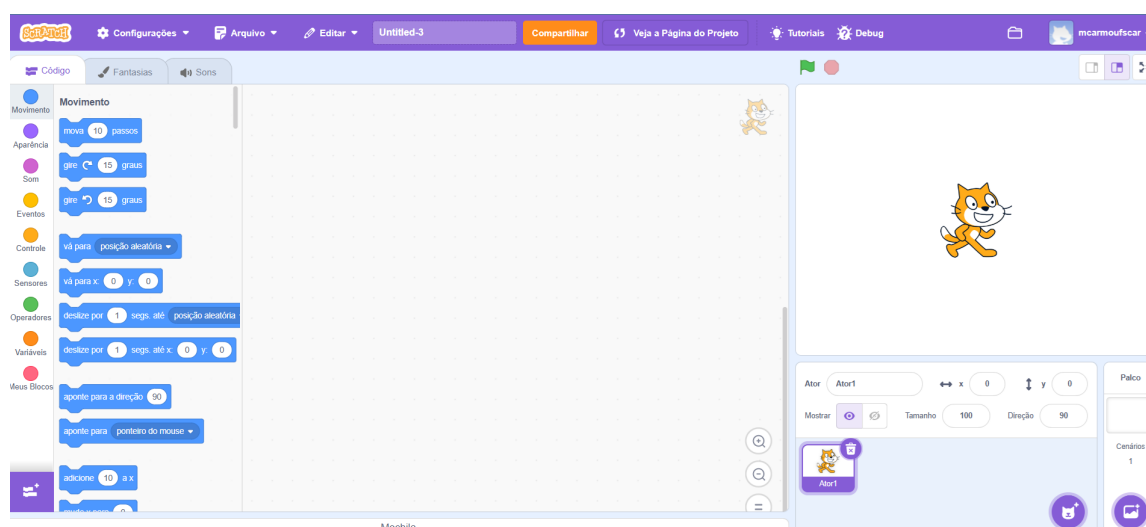 SCRATCH Configurações Arquivo Editar Untitled-3 Compartilhar Veja a Página do Projeto Tutoriais Debug mcarmoufscar
Código Fantasias Sons
Movimento
Aparência
Som
Eventos
Controle
Sensores
Operadores
Variáveis
Meus Blocos
Movimento
mova 10 passos
gire 15 graus
gire 15 graus
vá para posição aleatória
vá para x: 0 y: 0
deslize por 1 segs. até posição aleatória
deslize por 1 segs. até x: 0 y: 0
aponte para a direção 90
aponte para ponteiro do mouse
adicione 10 a x
Ator Ator1 x 0 y 0
Mostrar Tamanho 100 Direção 90
Ator1
Palco
Cenários
1